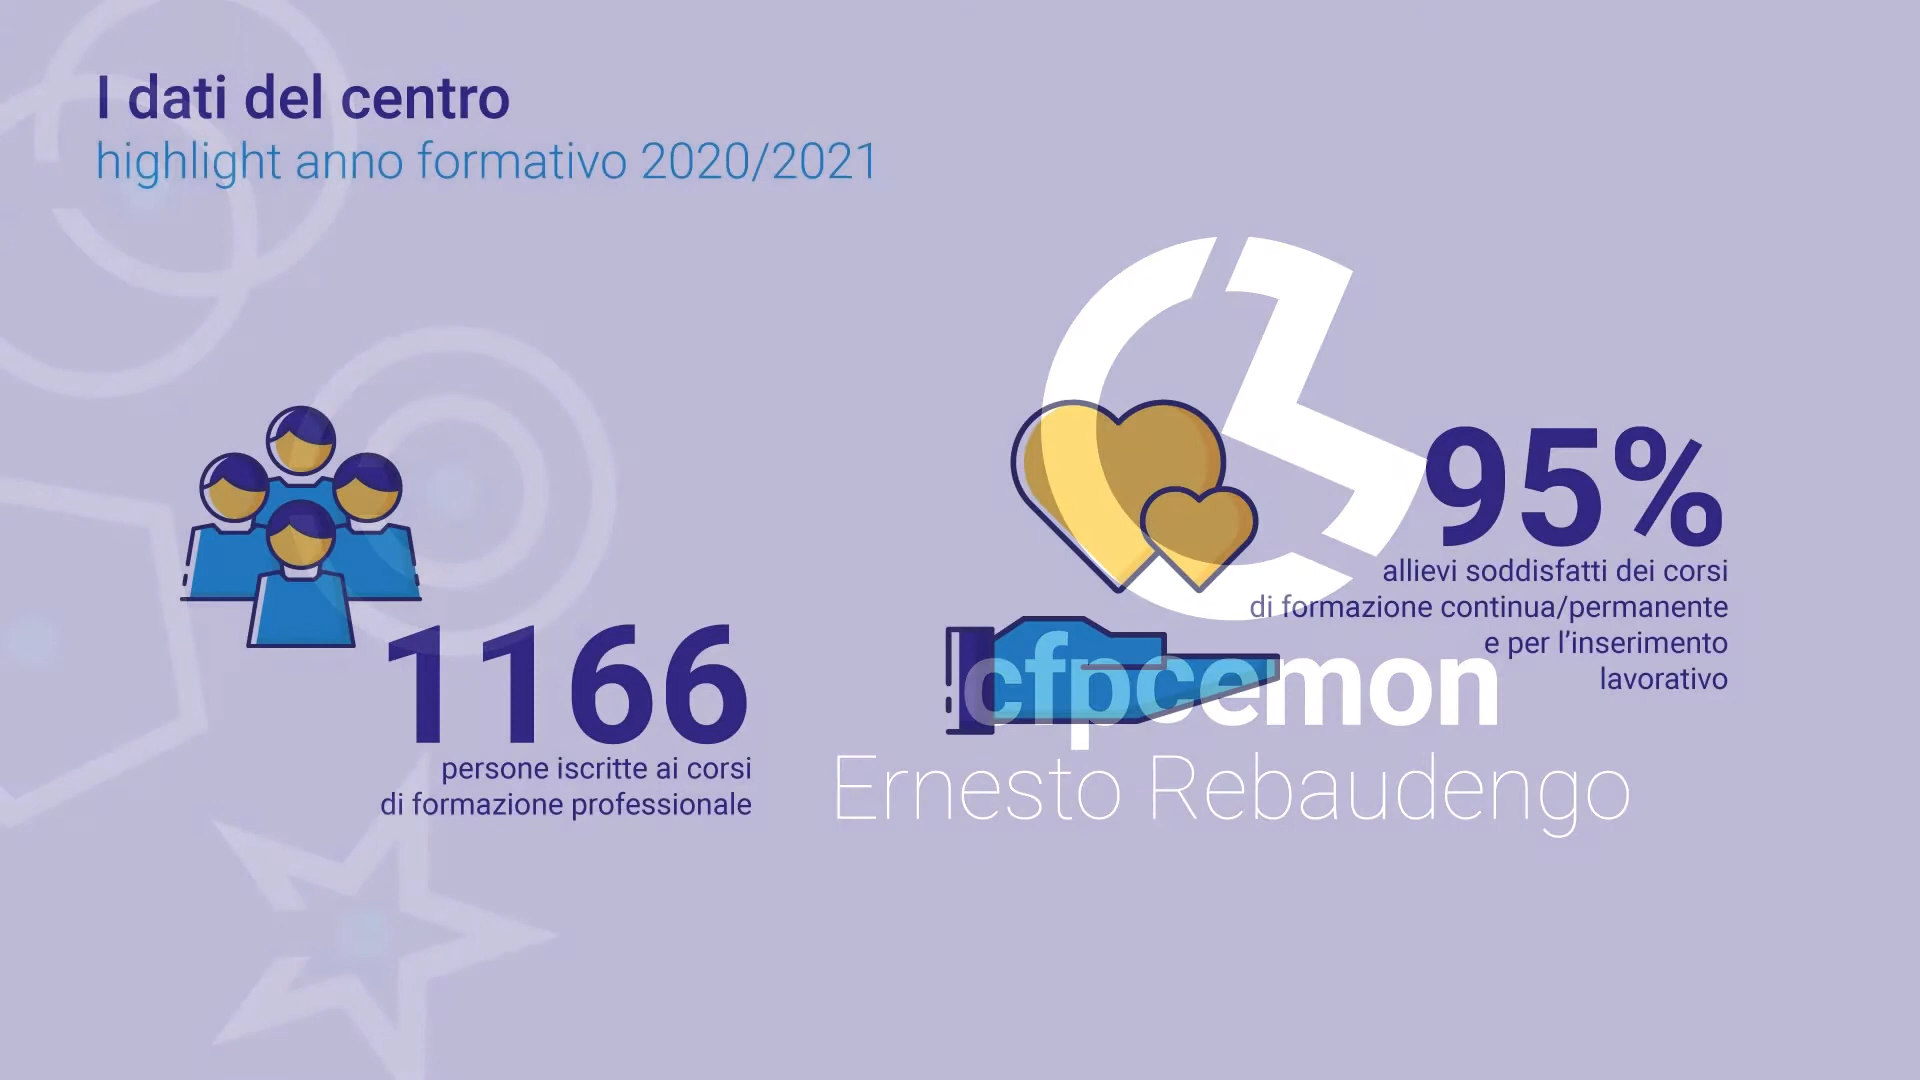 I dati del centro
highlight anno formativo 2020/2021
1166
persone iscritte ai corsi
di formazione professionale
95%
allievi soddisfatti dei corsi
di formazione continua/permanente
e per l'inserimento
lavorativo
cfpcemon
Ernesto Rebaudengo